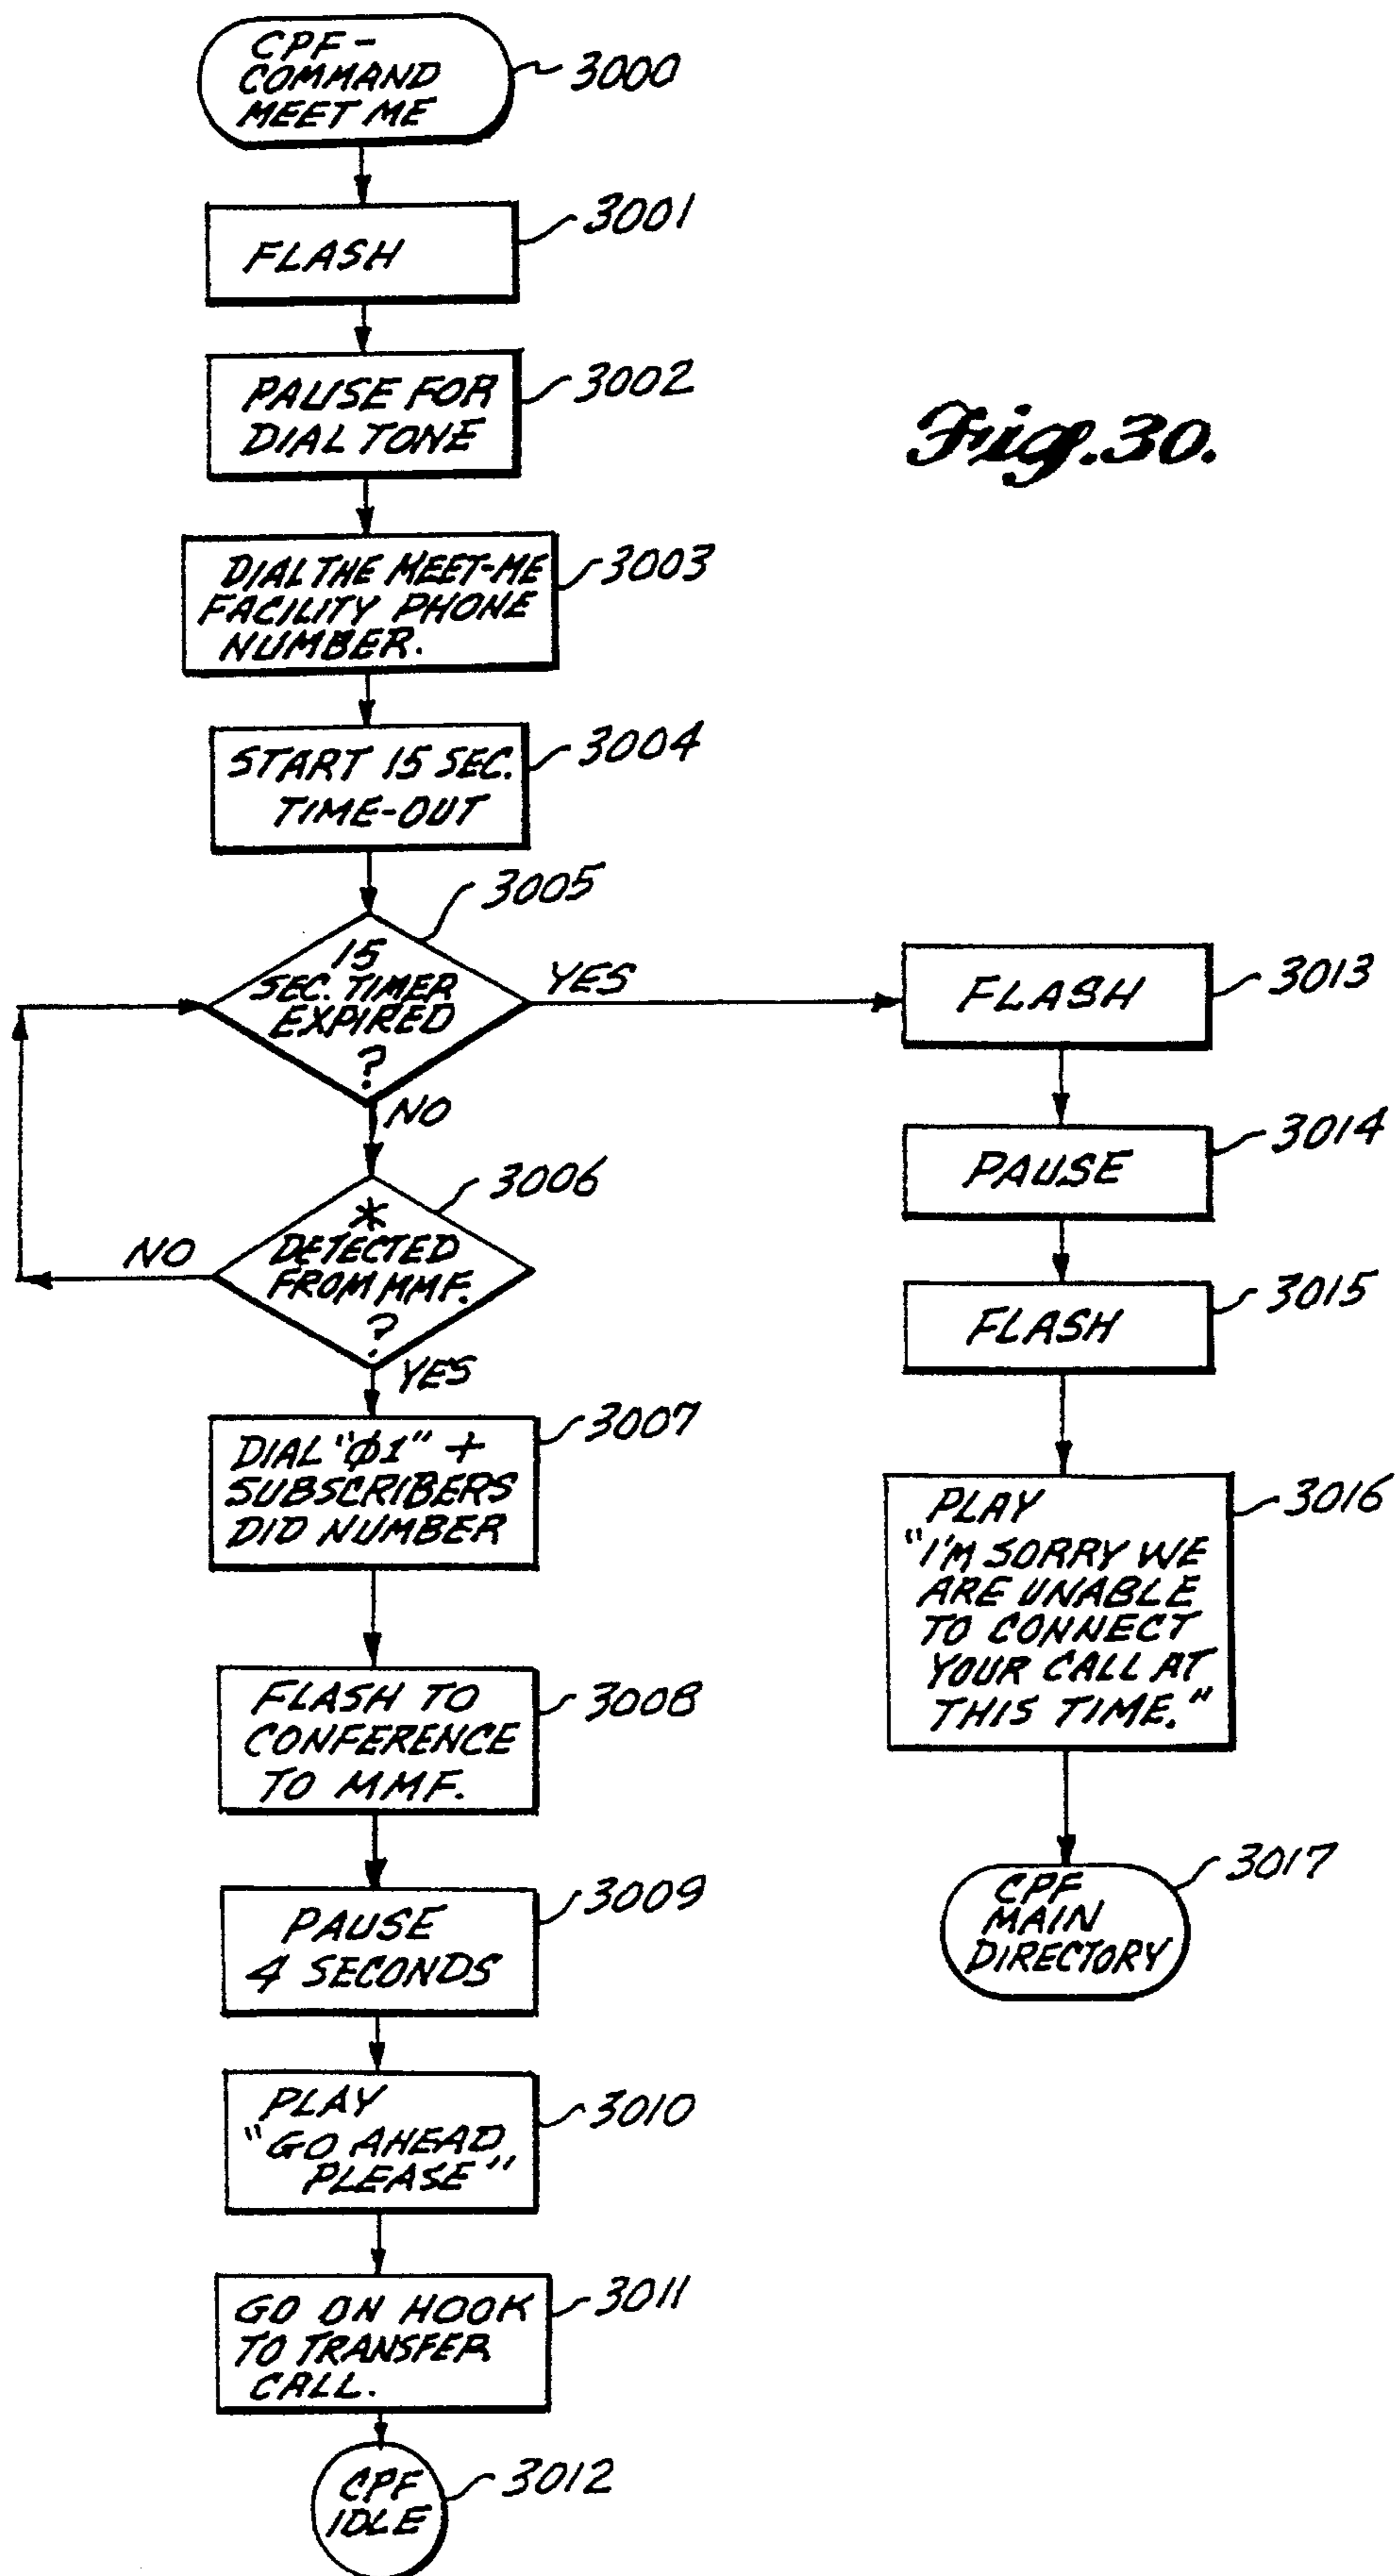 CPF-
COMMAND
MEET ME
3000
FLASH
3001
PAUSE FOR
DIAL TONE
3002
Fig. 30.
DIAL THE MEET-ME
FACILITY PHONE
NUMBER.
3003
START 15 SEC.
TIME-OUT
3004
3005
15
SEC. TIMER
EXPIRED
?
YES
NO
FLASH
3013
PAUSE
3014
3006
*
DETECTED
FROM MMF.
?
NO
YES
FLASH
3015
DIAL "Ø1" +
SUBSCRIBERS
DID NUMBER
3007
PLAY
"I'M SORRY WE
ARE UNABLE
TO CONNECT
YOUR CALL AT
THIS TIME."
3016
FLASH TO
CONFERENCE
TO MMF.
3008
PAUSE
4 SECONDS
3009
CPF
MAIN
DIRECTORY
3017
PLAY
"GO AHEAD
PLEASE"
3010
GO ON HOOK
TO TRANSFER
CALL.
3011
CPF
IDLE
3012